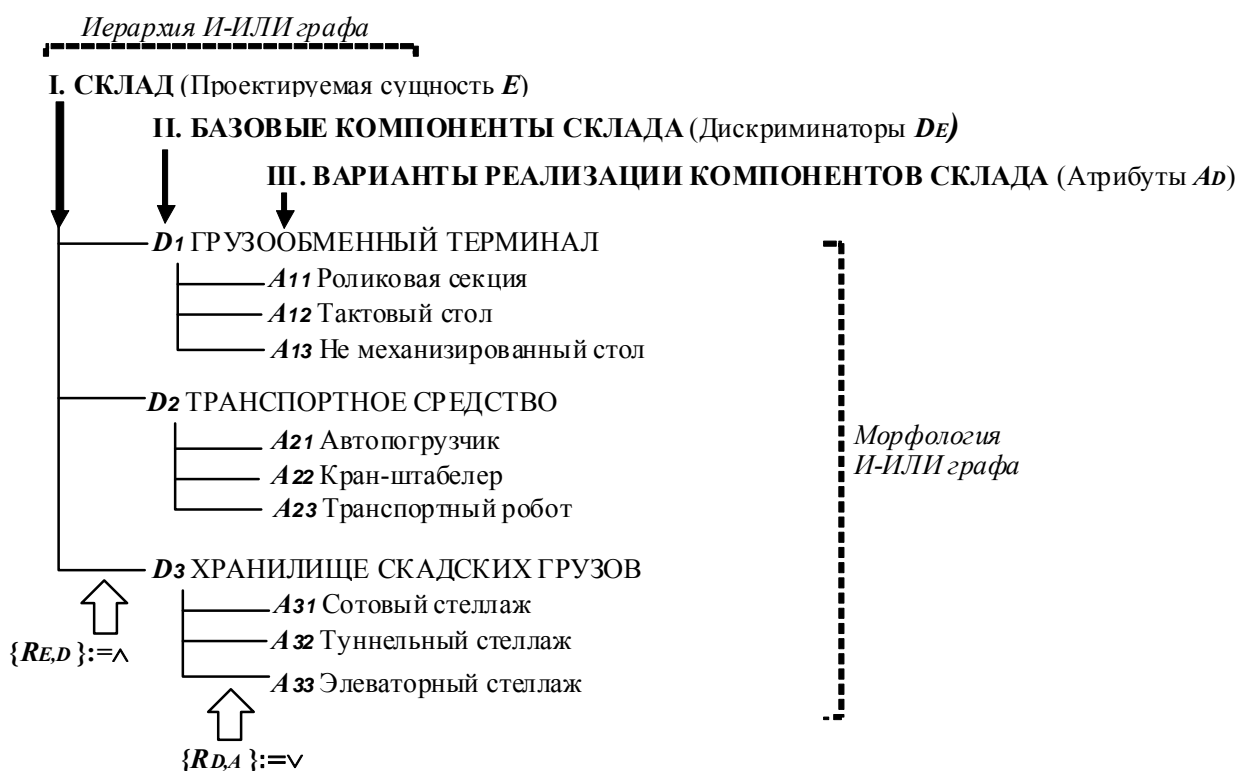 Иерархия И-ИЛИ графа
I. СКЛАД (Проектируемая сущность E)
II. БАЗОВЫЕ КОМПОНЕНТЫ СКЛАДА (Дискриминаторы DE)
III. ВАРИАНТЫ РЕАЛИЗАЦИИ КОМПОНЕНТОВ СКЛАДА (Атрибуты AD)
D1 ГРУЗООБМЕННЫЙ ТЕРМИНАЛ
A11 Роликовая секция
A12 Тактовый стол
A13 Не механизированный стол
D2 ТРАНСПОРТНОЕ СРЕДСТВО
A21 Автопогрузчик
A22 Кран-штабелер
A23 Транспортный робот
Морфология
И-ИЛИ графа
D3 ХРАНИЛИЩЕ СКАДСКИХ ГРУЗОВ
A31 Сотовый стеллаж
A32 Туннельный стеллаж
A33 Элеваторный стеллаж
{RE,D}:=∧
{RD,A}:=∨